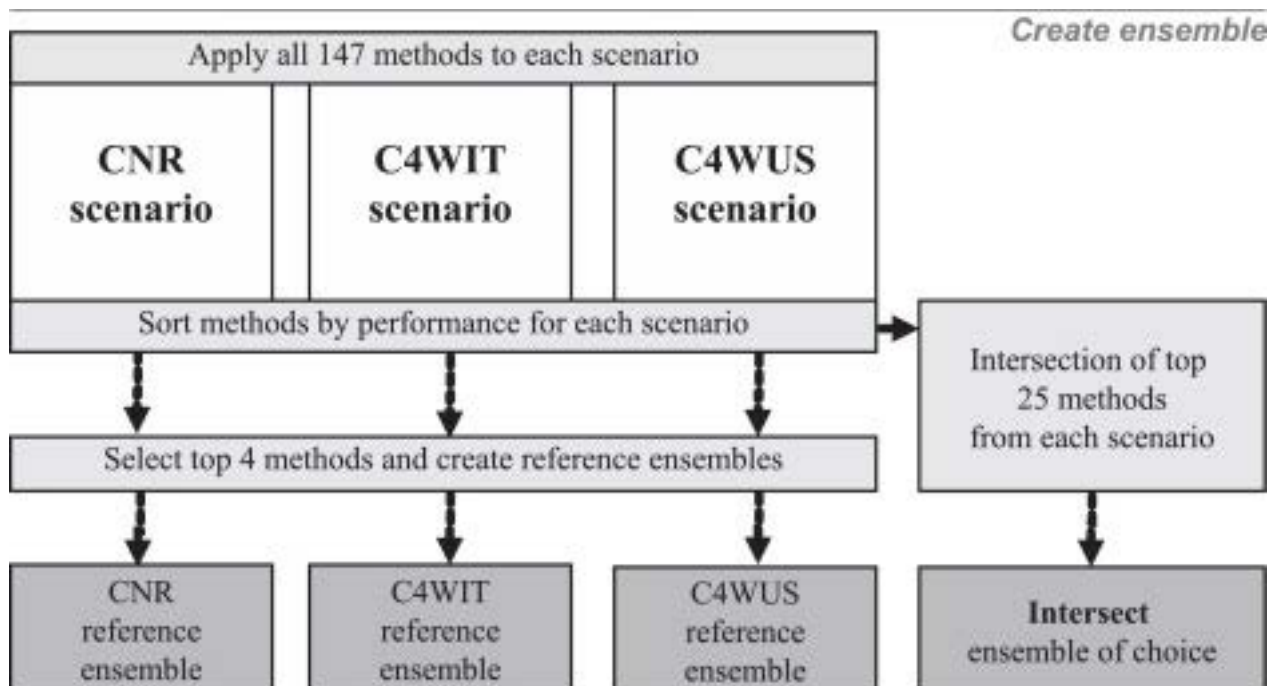 Create ensemble
Apply all 147 methods to each scenario
CNR
scenario
C4WIT
scenario
C4WUS
scenario
Sort methods by performance for each scenario
Intersection of top
25 methods
from each scenario
Select top 4 methods and create reference ensembles
CNR
reference
ensemble
C4WIT
reference
ensemble
C4WUS
reference
ensemble
Intersect
ensemble of choice